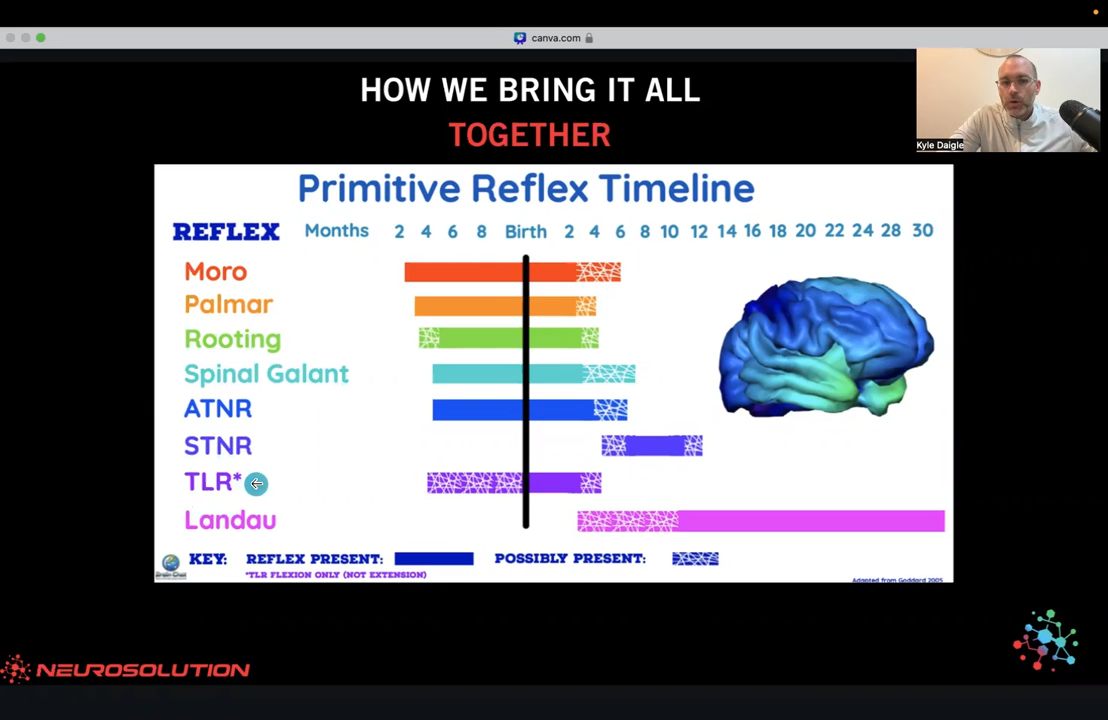 canva.com
HOW WE BRING IT ALL
TOGETHER
Kyle Daigle
Primitive Reflex Timeline
REFLEX Months 2 4 6 8 Birth 2 4 6 8 10 12 14 16 18 20 22 24 28 30
Moro
Palmar
Rooting
Spinal Galant
ATNR
STNR
TLR*
Landau
KEY: REFLEX PRESENT: POSSIBLY PRESENT:
*TLR FLEXION ONLY (NOT EXTENSION)
Adapted from Goddard 2005
NEUROSOLUTION